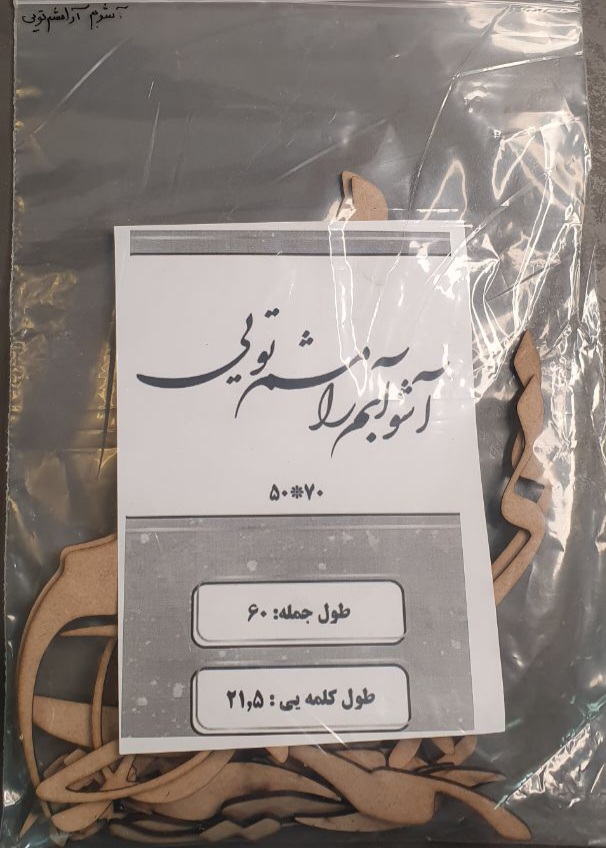 آشوبم آرامشم تویی
آشوبم آرامشم تویی
۵۰*۷۰
طول جمله: ۶۰
طول کلمه یی: ۲۱,۵